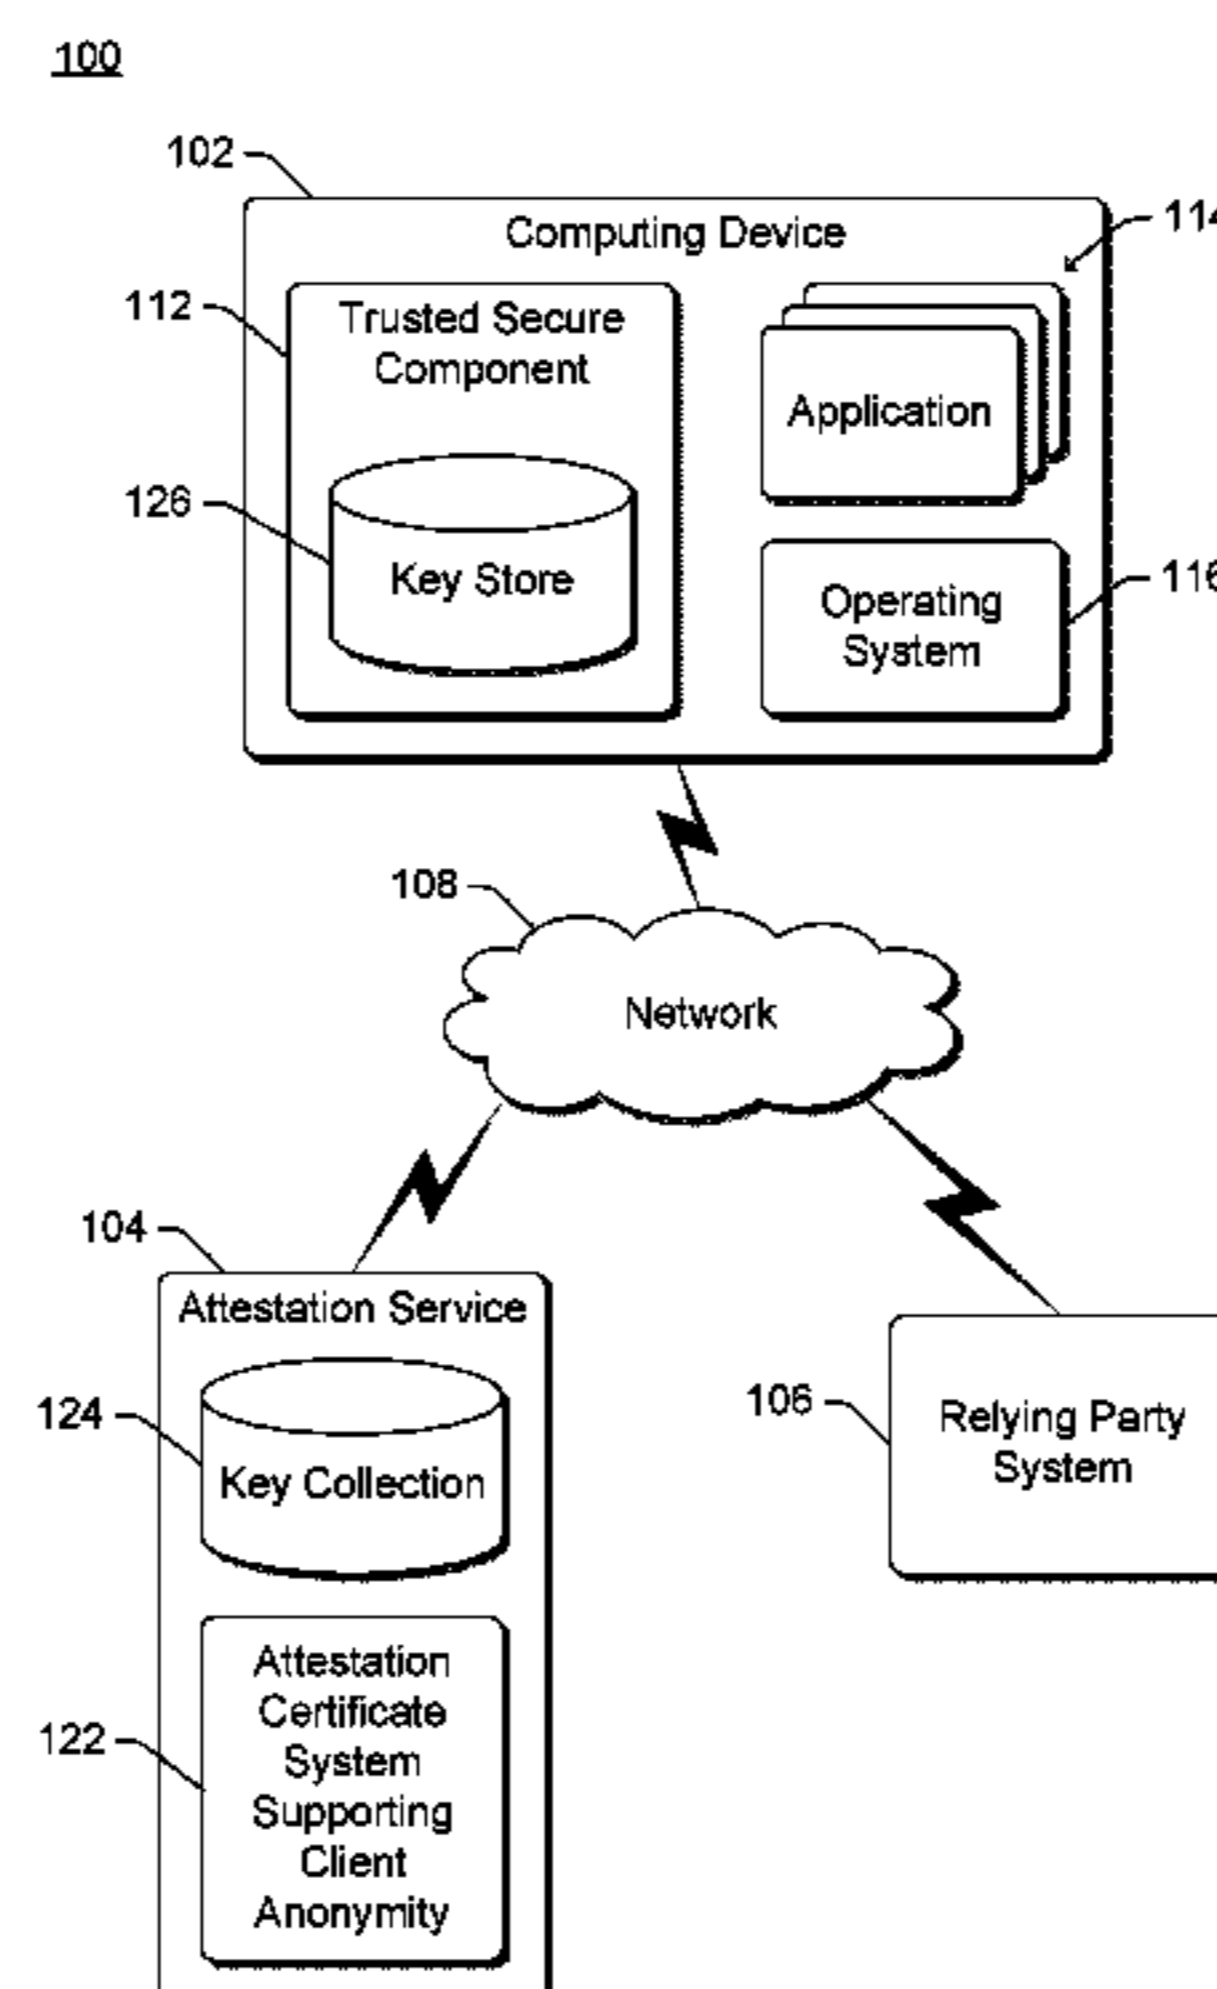 100
102
Computing Device
114
112
Trusted Secure
Component
Application
126
Key Store
Operating
System
116
108
Network
104
Attestation Service
124
Key Collection
106
Relying Party
System
122
Attestation
Certificate
System
Supporting
Client
Anonymity